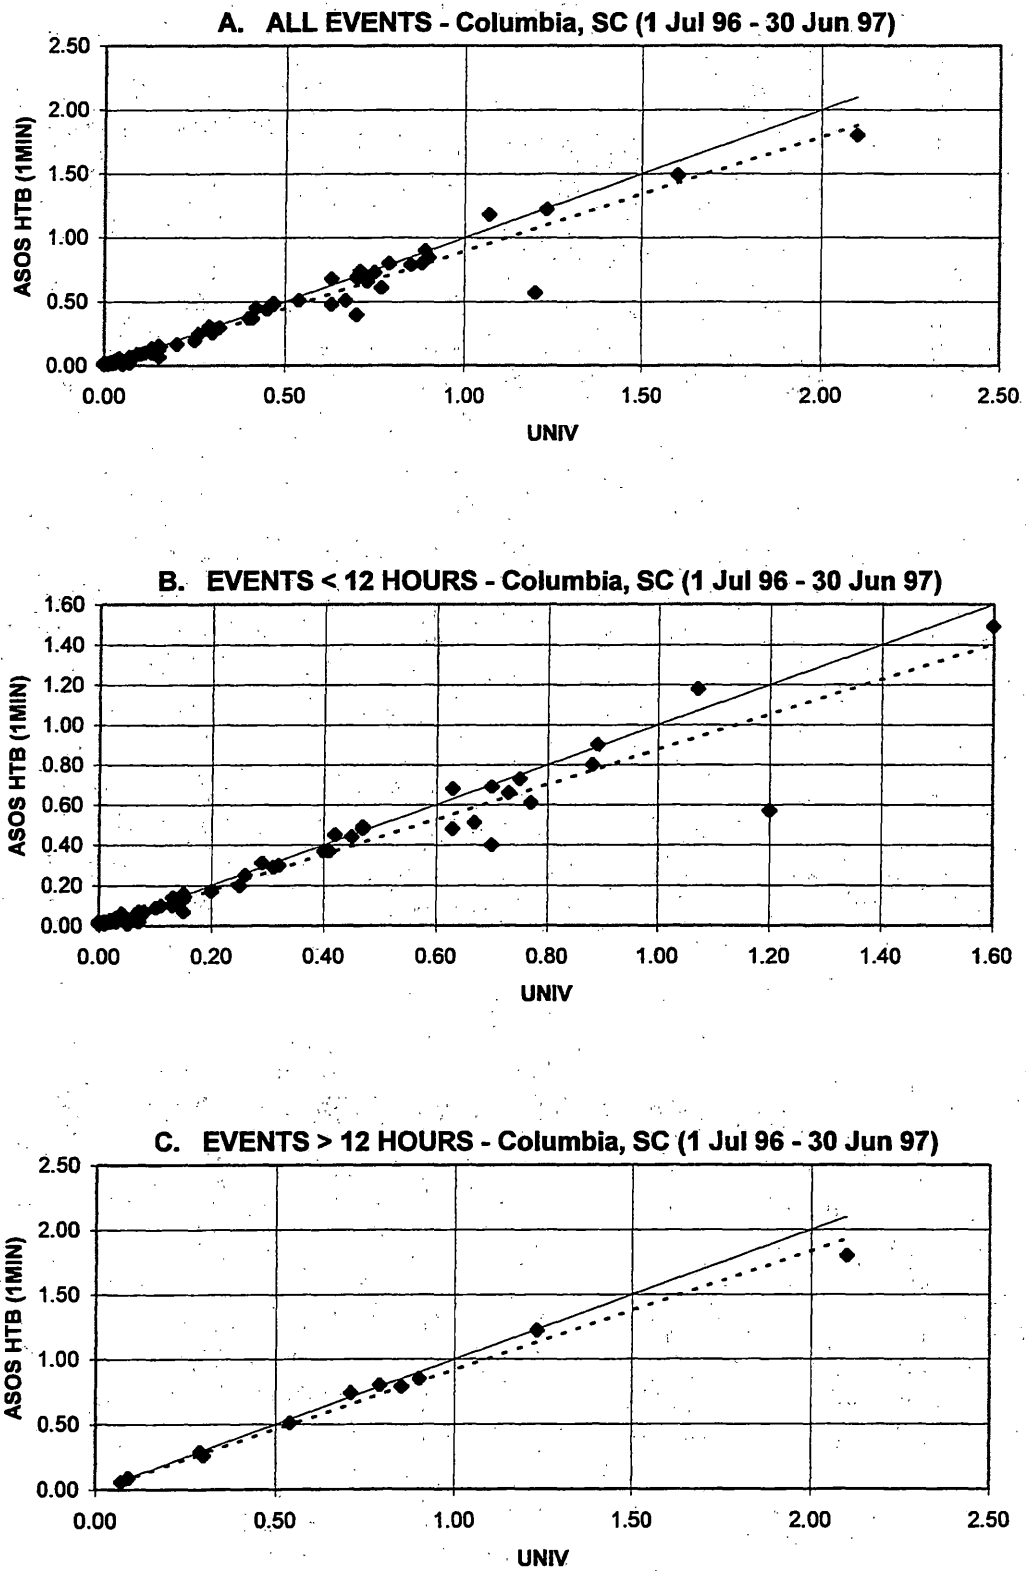 A. ALL EVENTS - Columbia, SC (1 Jul 96 - 30 Jun 97)
2.50
2.00
1.50
1.00
0.50
0.00
ASOS HTB (1MIN)
0.00 0.50 1.00 1.50 2.00 2.50
UNIV
B. EVENTS < 12 HOURS - Columbia, SC (1 Jul 96 - 30 Jun 97)
1.60
1.40
1.20
1.00
0.80
0.60
0.40
0.20
0.00
ASOS HTB (1MIN)
0.00 0.20 0.40 0.60 0.80 1.00 1.20 1.40 1.60
UNIV
C. EVENTS > 12 HOURS - Columbia, SC (1 Jul 96 - 30 Jun 97)
2.50
2.00
1.50
1.00
0.50
0.00
ASOS HTB (1MIN)
0.00 0.50 1.00 1.50 2.00 2.50
UNIV